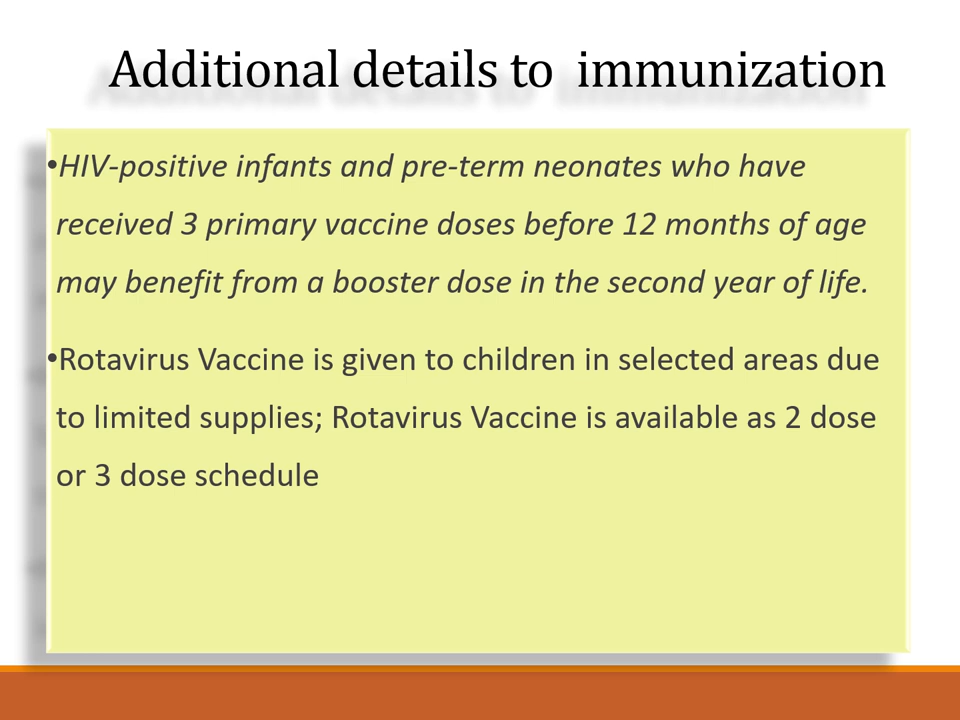 Additional details to  immunization
•HIV-positive infants and pre-term neonates who have
received 3 primary vaccine doses before 12 months of age
may benefit from a booster dose in the second year of life.
•Rotavirus Vaccine is given to children in selected areas due
to limited supplies; Rotavirus Vaccine is available as 2 dose
or 3 dose schedule